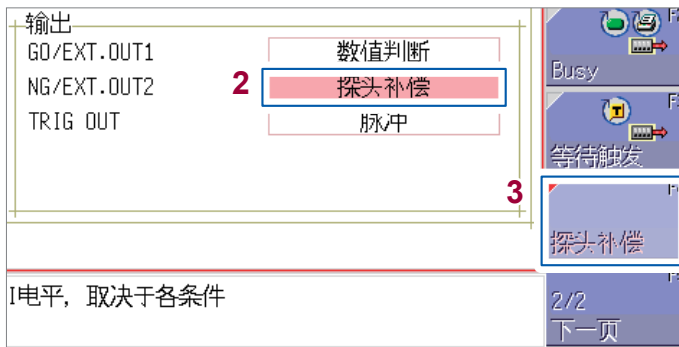 输出
GO/EXT.OUT1
数值判断
NG/EXT.OUT2
2
探头补偿
TRIG OUT
脉冲
Busy
T
等待触发
3
探头补偿
I电平, 取决于各条件
2/2
下一页